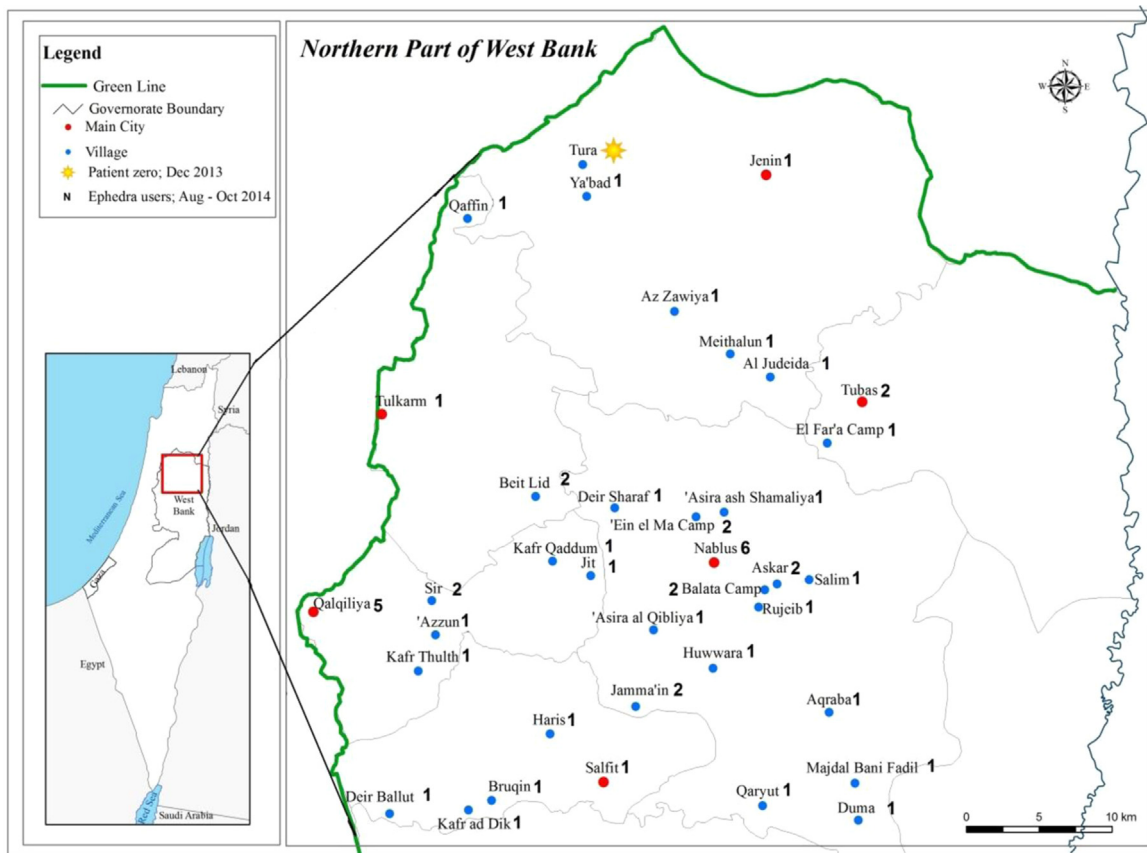 Northern Part of West Bank
Legend
Green Line
Governorate Boundary
Main City
Village
Patient zero; Dec 2013
N Ephedra users; Aug - Oct 2014
N
W E
S
Tura
Jenin 1
Ya'bad 1
Qaffin 1
Az Zawiya 1
Meithalun 1
Al Judeida 1
Tubas 2
Tulkarm 1
El Far'a Camp 1
Beit Lid 2
Deir Sharaf 1
'Asira ash Shamaliya 1
'Ein el Ma Camp 2
Kafr Qaddum 1
Nablus 6
Jit 1
Askar 2
Salim 1
Sir 2
2 Balata Camp
Qalqiliya 5
Rujeib 1
'Azzun 1
'Asira al Qibliya 1
Kafr Thulth 1
Huwwara 1
Jamma'in 2
Aqraba 1
Haris 1
Salfit 1
Majdal Bani Fadil 1
Bruqin 1
Qaryut 1
Deir Ballut 1
Duma 1
Kafr ad Dik 1
0 5 10 km
Lebanon
Syria
Mediterranean Sea
West
Bank
Jordan
Gaza
Egypt
Red Sea
Saudi Arabia